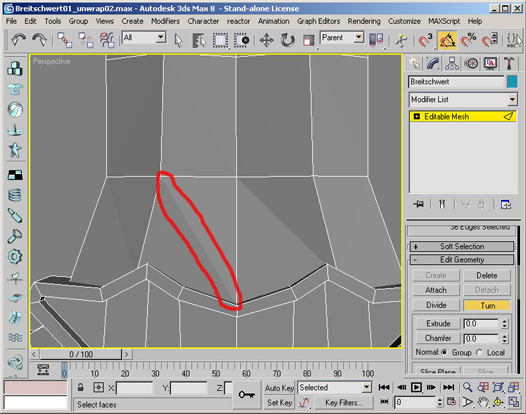 Breitschwert01_unwrap02.max - Autodesk 3ds Max 8 - Stand-alone License
File Edit Tools Group Views Create Modifiers Character reactor Animation Graph Editors Rendering Customize MAXScript Help
All Parent
Perspective
Breitschwert
Modifier List
Editable Mesh
36 Edges Selected
+ Soft Selection
- Edit Geometry
Create Delete
Attach Detach
Divide Turn
Extrude 0.0
Chamfer 0.0
Normal: Group Local
Slice Plane Slice
0 / 100
0 10 20 30 40 50 60 70 80 90 100
X: Y: Z: Auto Key Selected
Select faces Set Key Key Filters... 0